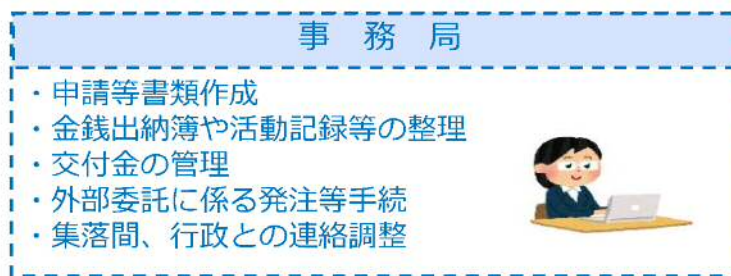 事 務 局
・申請等書類作成
・金銭出納簿や活動記録等の整理
・交付金の管理
・外部委託に係る発注等手続
・集落間、行政との連絡調整